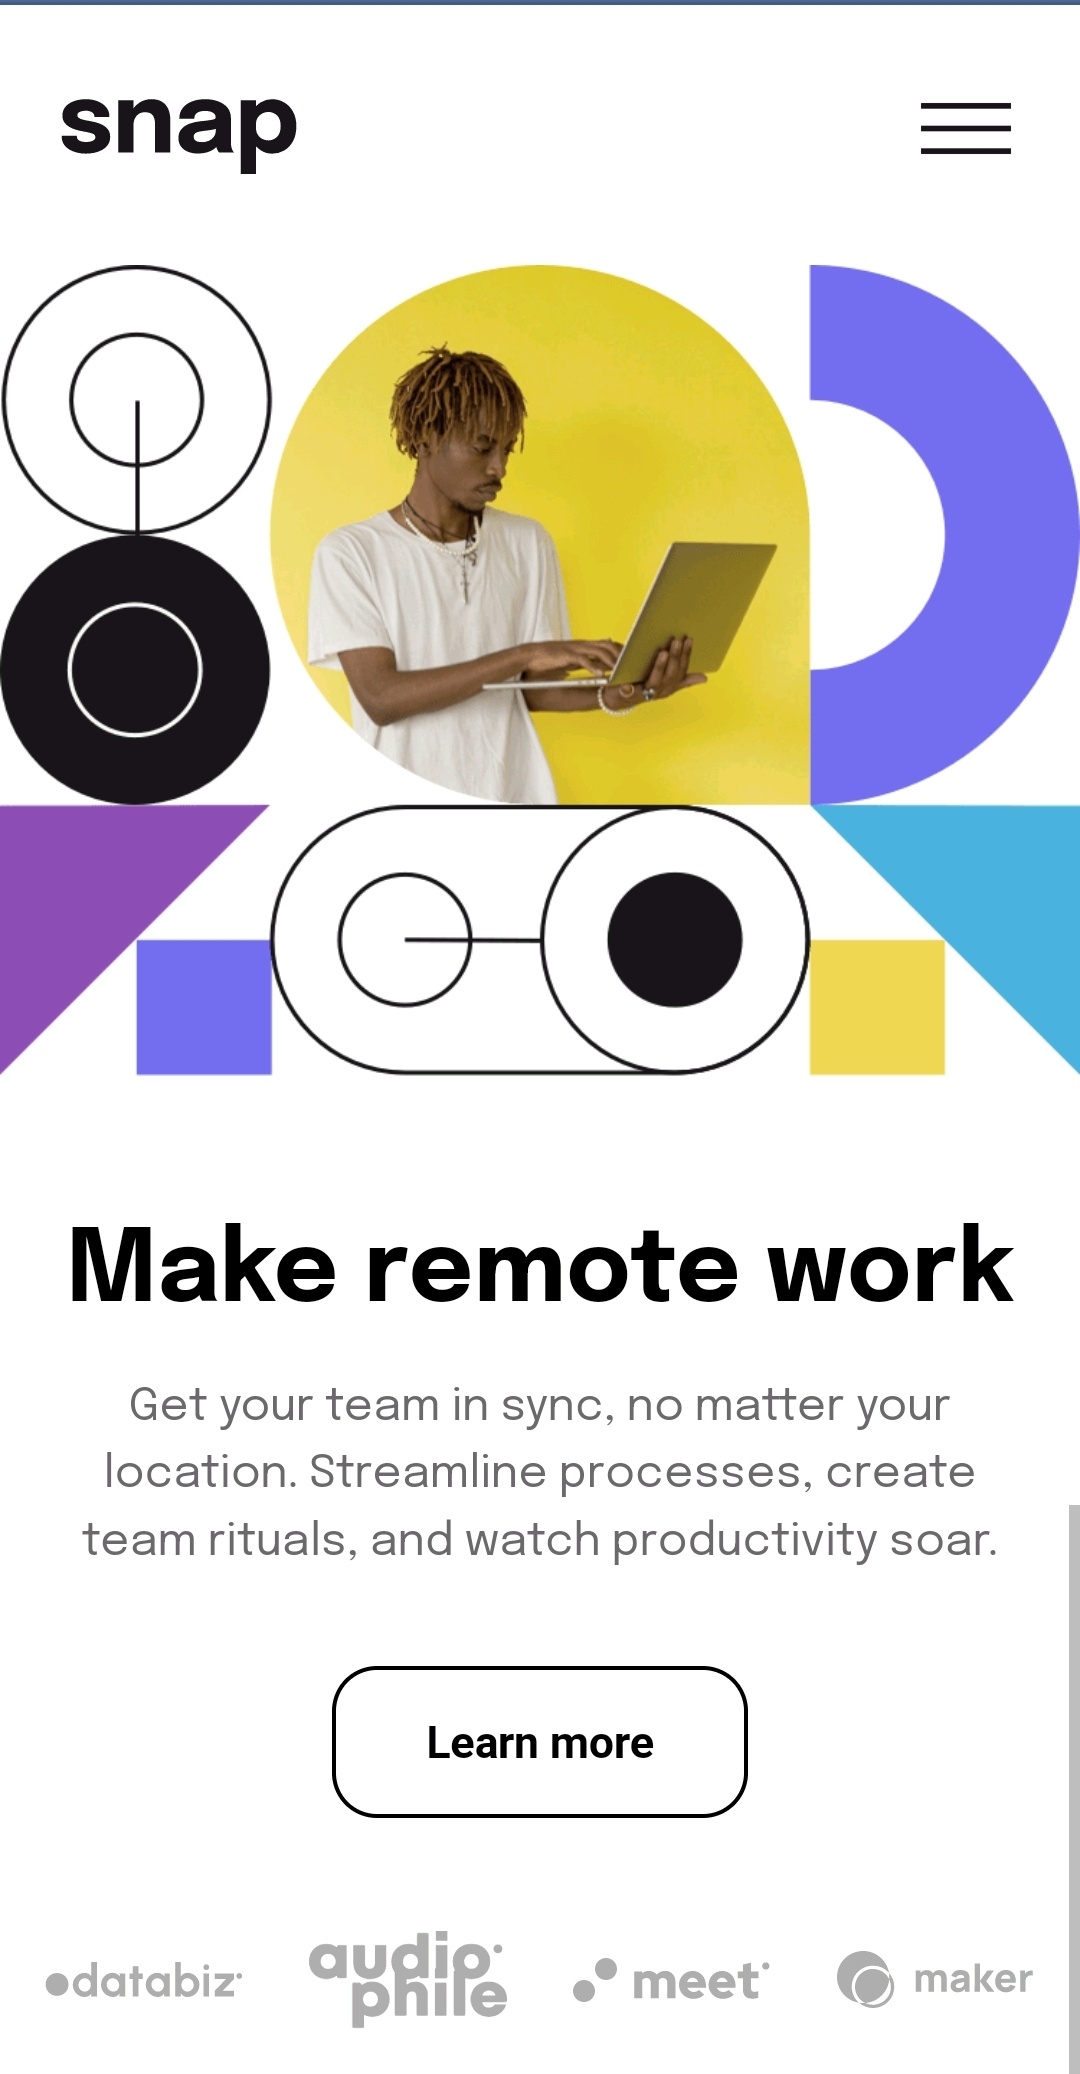 snap
Make remote work
Get your team in sync, no matter your
location. Streamline processes, create
team rituals, and watch productivity soar.
Learn more
databiz
audio
phile
meet
maker